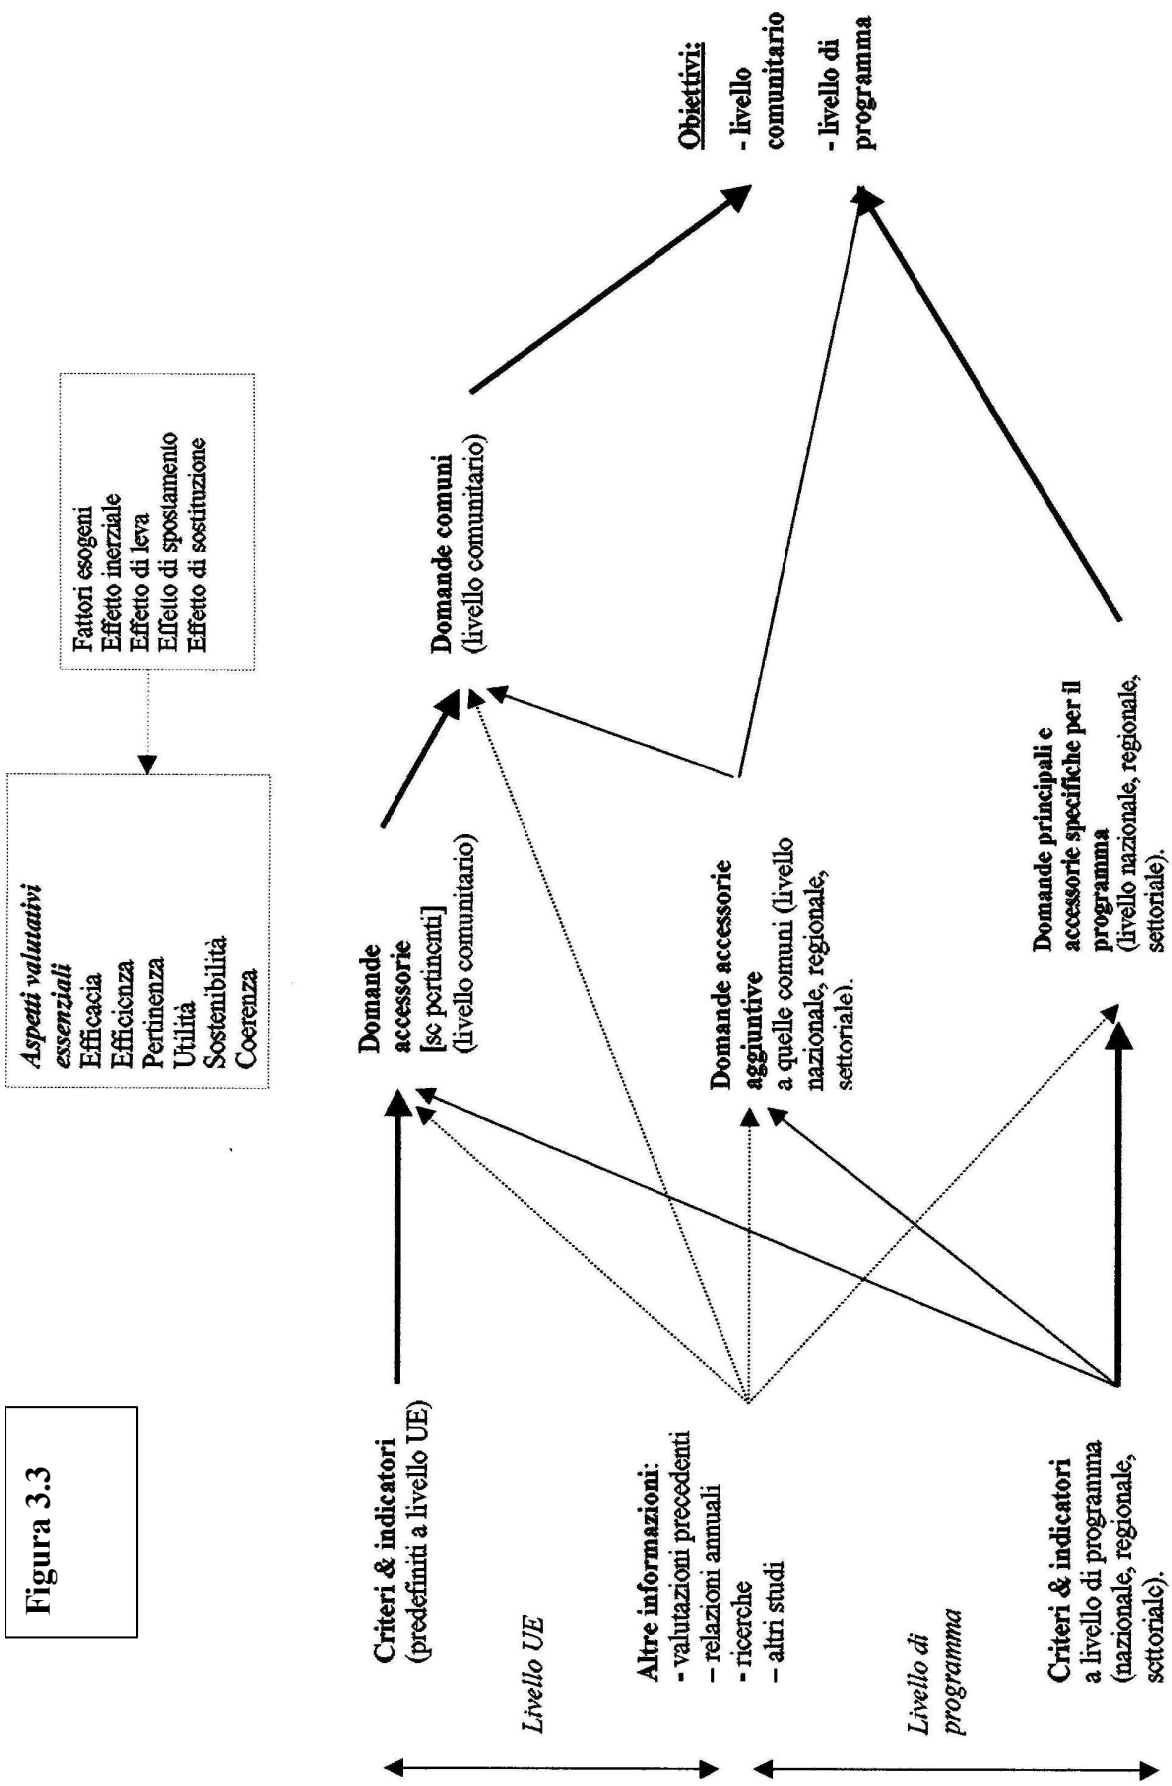 Figura 3.3
Aspetti valutativi
essenziali
Efficacia
Efficienza
Pertinenza
Utilità
Sostenibilità
Coerenza
Fattori esogeni
Effetto inerziale
Effetto di leva
Effetto di spostamento
Effetto di sostituzione
Criteri & indicatori
(predefiniti a livello UE)
Domande
accessorie
[se pertinenti]
(livello comunitario)
Domande comuni
(livello comunitario)
Obiettivi:
- livello
comunitario
- livello di
programma
Livello UE
Altre informazioni:
- valutazioni precedenti
– relazioni annuali
- ricerche
– altri studi
Domande accessorie
aggiuntive
a quelle comuni (livello
nazionale, regionale,
settoriale).
Livello di
programma
Criteri & indicatori
a livello di programma
(nazionale, regionale,
settoriale).
Domande principali e
accessorie specifiche per il
programma
(livello nazionale, regionale,
settoriale).